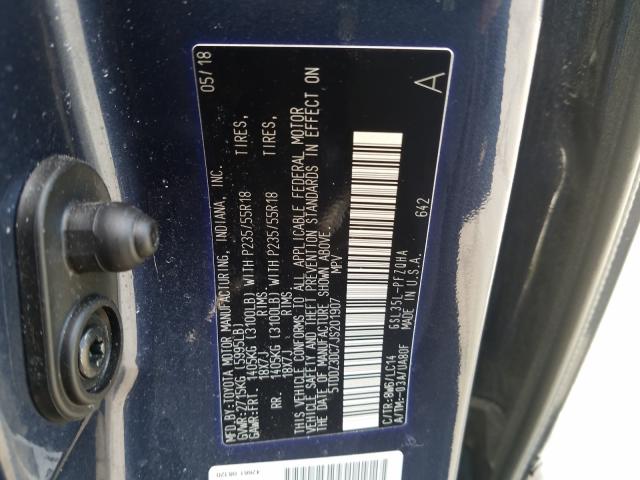 MFD.BY:TOYOTA MOTOR MANUFACTURING, INDIANA, INC. 05/18
GVWR:2715KG (5995LB)
GAWR:FRT. 1405KG (3100LB) WITH P235/55R18 TIRES,
18X7J RIMS
RR. 1405KG (3100LB) WITH P235/55R18 TIRES,
18X7J RIMS
THIS VEHICLE CONFORMS TO ALL APPLICABLE FEDERAL MOTOR
VEHICLE SAFETY AND THEFT PREVENTION STANDARDS IN EFFECT ON
THE DATE OF MANUFACTURE SHOWN ABOVE.
5TDDZ3DC7JS201907 MPV
642 A
C/TR:8W6/LC14 GSL35L-PFZQHA
A/TM:-03A/UA80F MADE IN U.S.A.